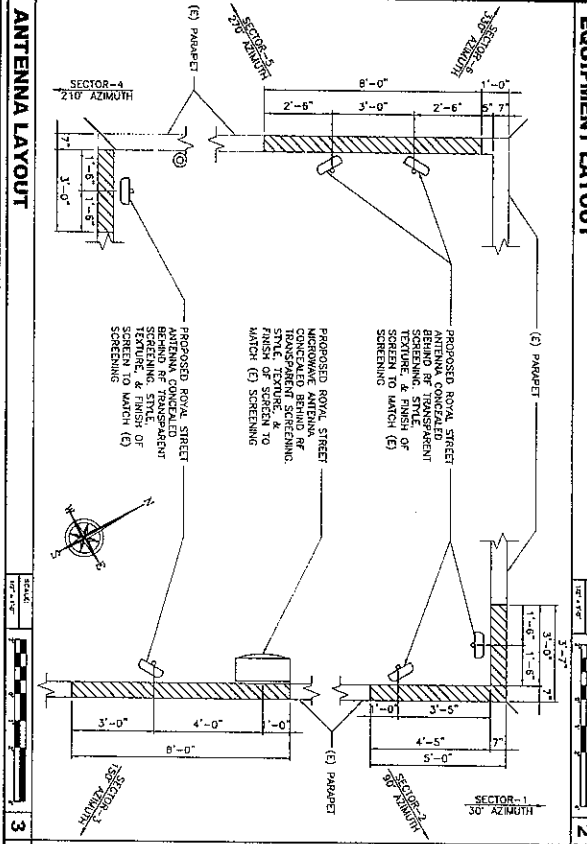 EQUIPMENT LAYOUT
2
SECTOR-6
330° AZIMUTH
SECTOR-5
270° AZIMUTH
SECTOR-4
210° AZIMUTH
(E) PARAPET
8'-0"
1'-0"
2'-6"
3'-0"
2'-6"
5"
7"
7"
1'-6"
1'-6"
3'-0"
(E) PARAPET
PROPOSED ROYAL STREET
ANTENNA CONCEALED
BEHIND RF TRANSPARENT
SCREENING. STYLE,
TEXTURE, & FINISH OF
SCREEN TO MATCH (E)
SCREENING
PROPOSED ROYAL STREET
MICROWAVE ANTENNA
CONCEALED BEHIND RF
TRANSPARENT SCREENING.
STYLE, TEXTURE, &
FINISH OF SCREEN TO
MATCH (E) SCREENING
PROPOSED ROYAL STREET
ANTENNA CONCEALED
BEHIND RF TRANSPARENT
SCREENING. STYLE,
TEXTURE, & FINISH OF
SCREEN TO MATCH (E)
SCREENING
N
S
E
3'-7"
3'-0"
1'-6"
1'-6"
7"
1'-0"
3'-5"
4'-5"
7"
5'-0"
SECTOR-1
30° AZIMUTH
SECTOR-2
90° AZIMUTH
(E) PARAPET
3'-0"
4'-0"
1'-0"
8'-0"
SECTOR-3
150° AZIMUTH
ANTENNA LAYOUT
SCALE:
3